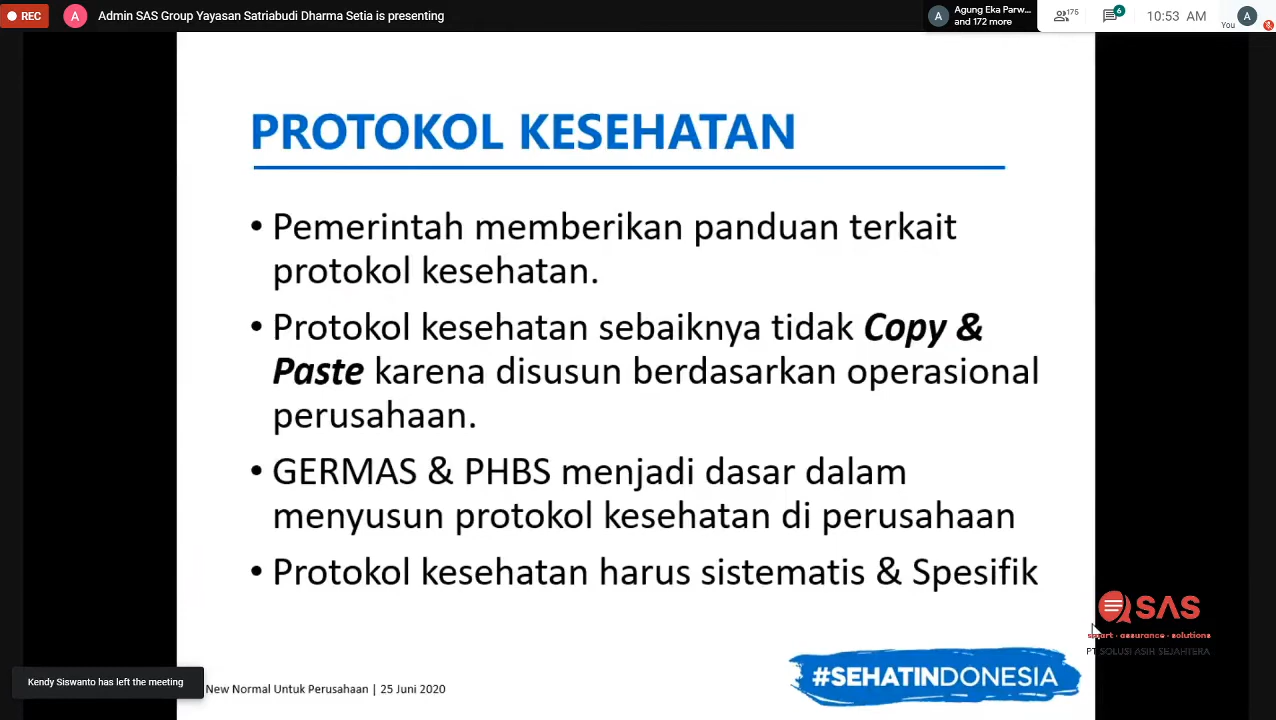 REC
A
Admin SAS Group Yayasan Satriabudi Dharma Setia is presenting
A
Agung Eka Parw...
and 172 more
175
6
10:53 AM
You
A
PROTOKOL KESEHATAN
• Pemerintah memberikan panduan terkait
protokol kesehatan.
• Protokol kesehatan sebaiknya tidak Copy &
Paste karena disusun berdasarkan operasional
perusahaan.
• GERMAS & PHBS menjadi dasar dalam
menyusun protokol kesehatan di perusahaan
• Protokol kesehatan harus sistematis & Spesifik
SAS
smart · assurance · solutions
PT SOLUSI ASIH SEJAHTERA
#SEHATINDONESIA
Kendy Siswanto has left the meeting
New Normal Untuk Perusahaan | 25 Juni 2020